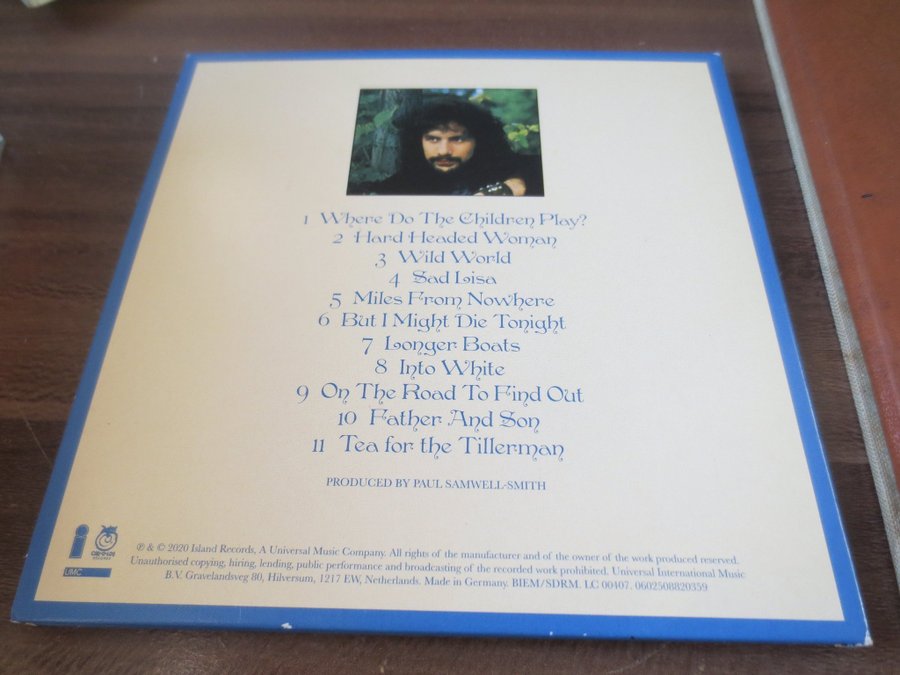 1 Where Do The Children Play?
2 Hard Headed Woman
3 Wild World
4 Sad Lisa
5 Miles From Nowhere
6 But I Might Die Tonight
7 Longer Boats
8 Into White
9 On The Road To Find Out
10 Father And Son
11 Tea for the Tillerman
PRODUCED BY PAUL SAMWELL-SMITH
℗ & © 2020 Island Records, A Universal Music Company. All rights of the manufacturer and of the owner of the work produced reserved.
Unauthorised copying, hiring, lending, public performance and broadcasting of the recorded work prohibited. Universal International Music
B.V. Gravelandsveg 80, Hilversum, 1217 EW, Netherlands. Made in Germany. BIEM/SDRM. LC 00407. 0602508820359
UMC